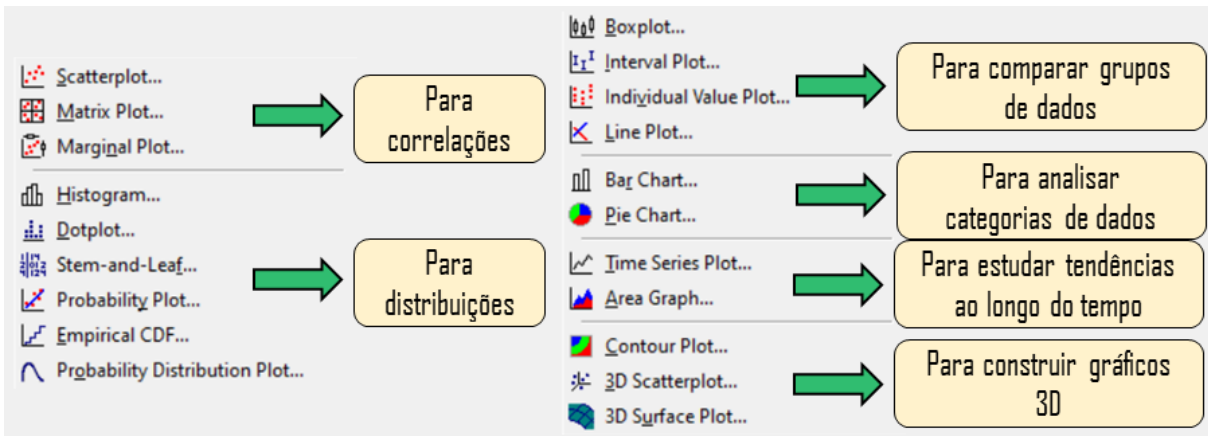 Scatterplot...
Matrix Plot...
Marginal Plot...
Para
correlações
Histogram...
Dotplot...
Stem-and-Leaf...
Probability Plot...
Empirical CDF...
Probability Distribution Plot...
Para
distribuições
Boxplot...
Interval Plot...
Individual Value Plot...
Line Plot...
Para comparar grupos
de dados
Bar Chart...
Pie Chart...
Para analisar
categorias de dados
Time Series Plot...
Area Graph...
Para estudar tendências
ao longo do tempo
Contour Plot...
3D Scatterplot...
3D Surface Plot...
Para construir gráficos
3D